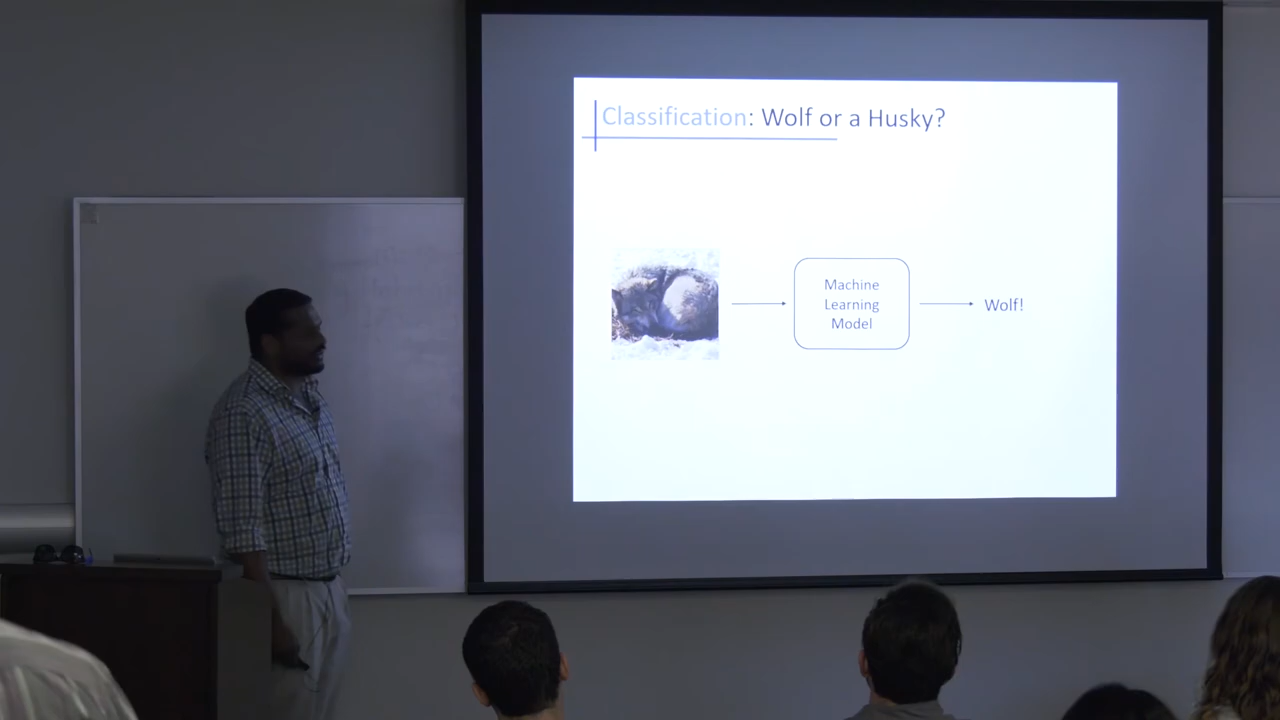 Classification: Wolf or a Husky?
Machine
Learning
Model
Wolf!